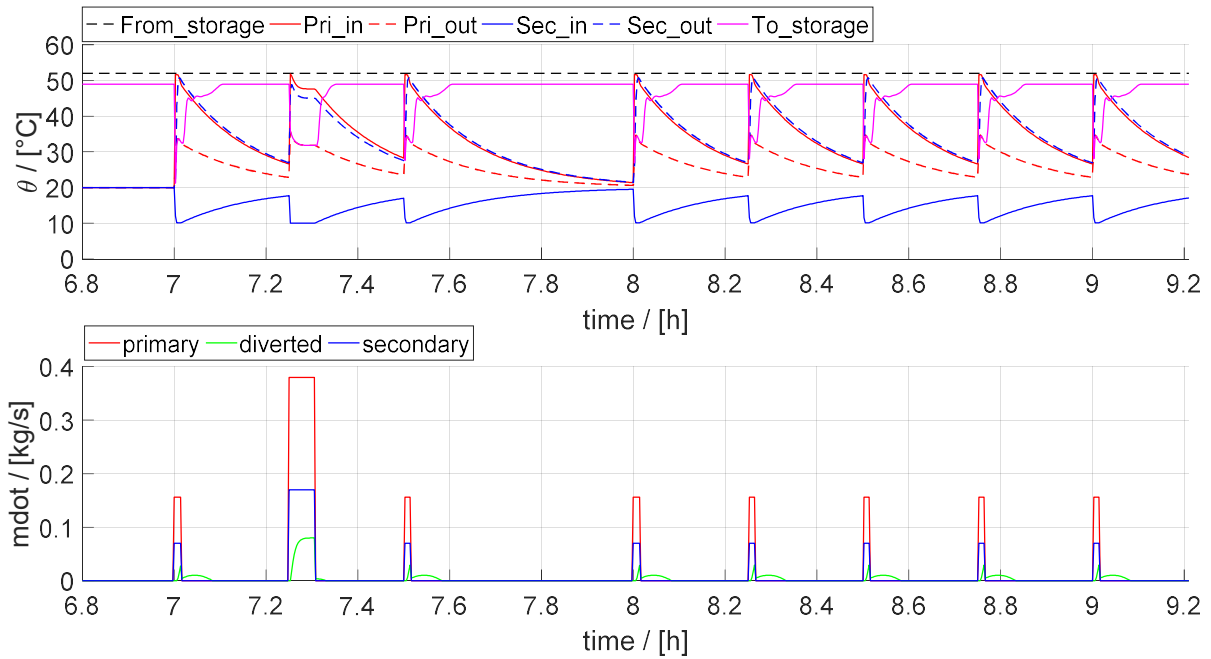 From_storage Pri_in Pri_out Sec_in Sec_out To_storage
60
50
40
30
20
10
0
θ / [°C]
6.8 7 7.2 7.4 7.6 7.8 8 8.2 8.4 8.6 8.8 9 9.2
time / [h]
primary diverted secondary
0.4
0.3
0.2
0.1
0
mdot / [kg/s]
6.8 7 7.2 7.4 7.6 7.8 8 8.2 8.4 8.6 8.8 9 9.2
time / [h]